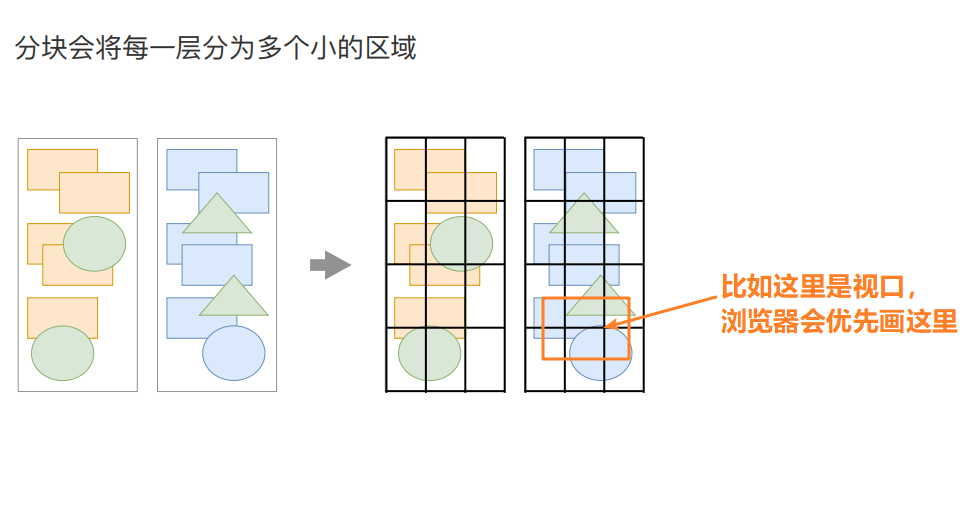 分块会将每一层分为多个小的区域
比如这里是视口，
浏览器会优先画这里